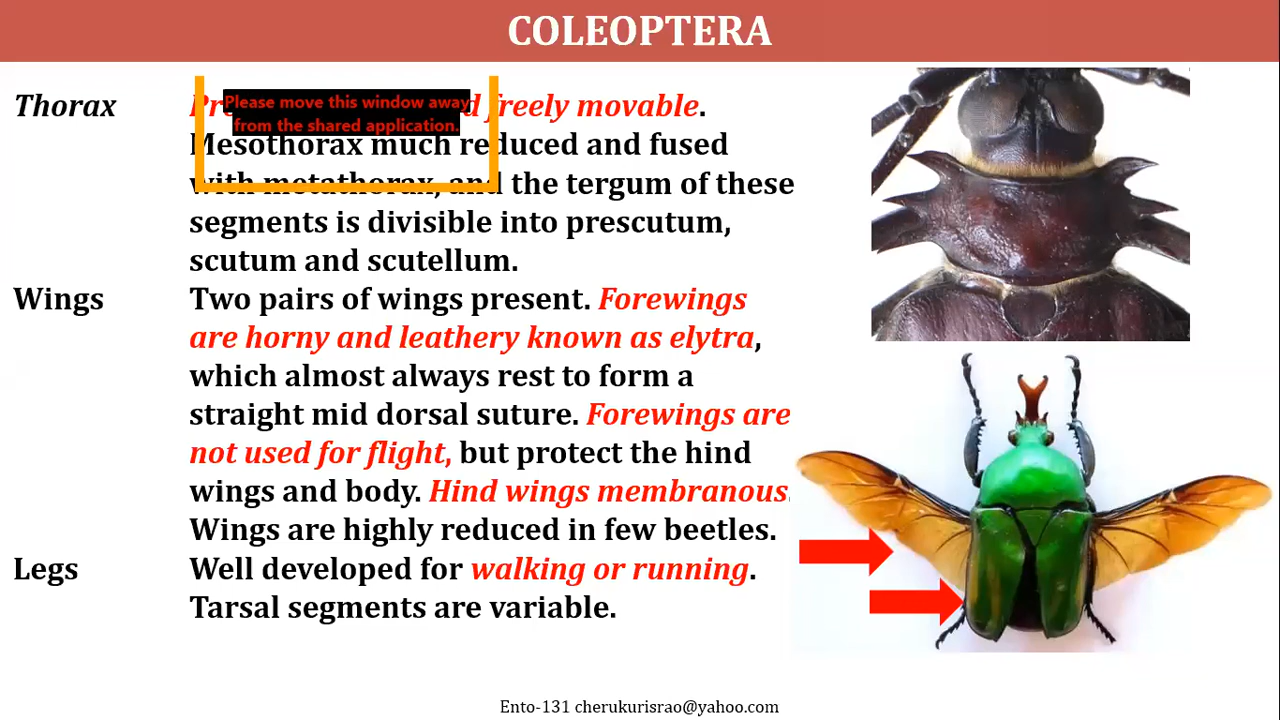 COLEOPTERA
Thorax
Please move this window away
from the shared application.
freely movable.
Mesothorax much reduced and fused
with metathorax, and the tergum of these
segments is divisible into prescutum,
scutum and scutellum.
Wings Two pairs of wings present. Forewings
are horny and leathery known as elytra,
which almost always rest to form a
straight mid dorsal suture. Forewings are
not used for flight, but protect the hind
wings and body. Hind wings membranous.
Wings are highly reduced in few beetles.
Legs Well developed for walking or running.
Tarsal segments are variable.
Ento-131 cherukurisrao@yahoo.com